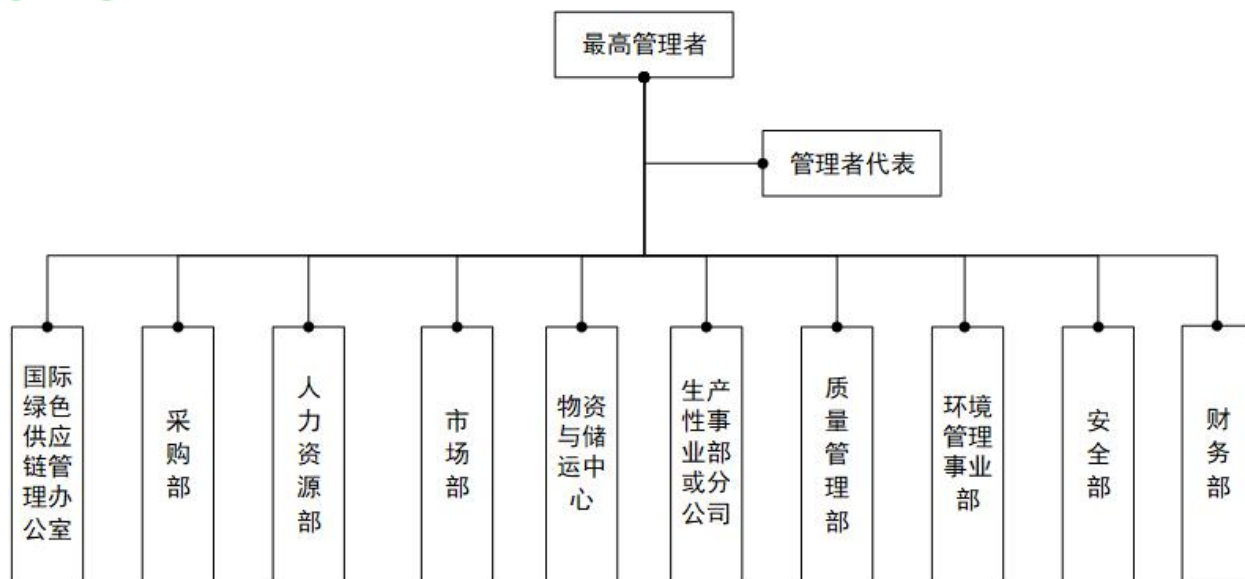 最高管理者
管理者代表
国际绿色供应链管理办公室
采购部
人力资源部
市场部
物资与储运中心
生产性事业部或分公司
质量管理部
环境管理事业部
安全部
财务部